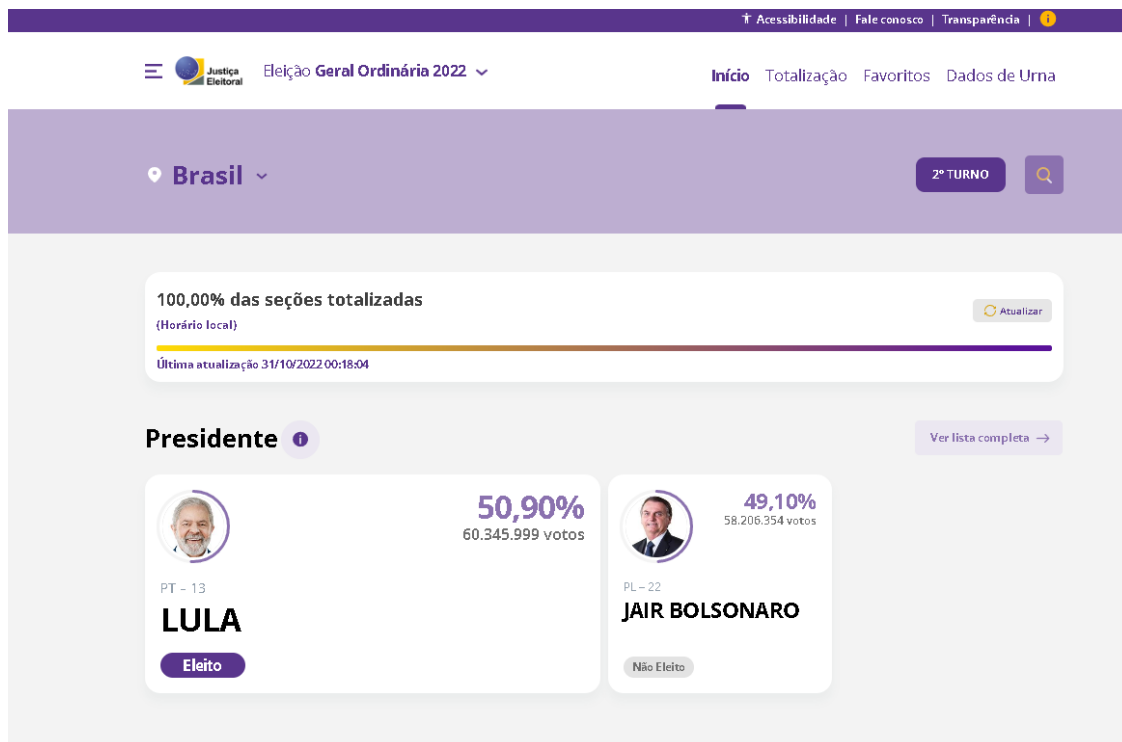 Acessibilidade | Fale conosco | Transparência | i
Justiça
Eleitoral
Eleição Geral Ordinária 2022
Início Totalização Favoritos Dados de Urna
Brasil
2º TURNO
100,00% das seções totalizadas
(Horário local)
Atualizar
Última atualização 31/10/2022 00:18:04
Presidente i
Ver lista completa →
50,90%
60.345.999 votos
PT – 13
LULA
Eleito
49,10%
58.206.354 votos
PL – 22
JAIR BOLSONARO
Não Eleito